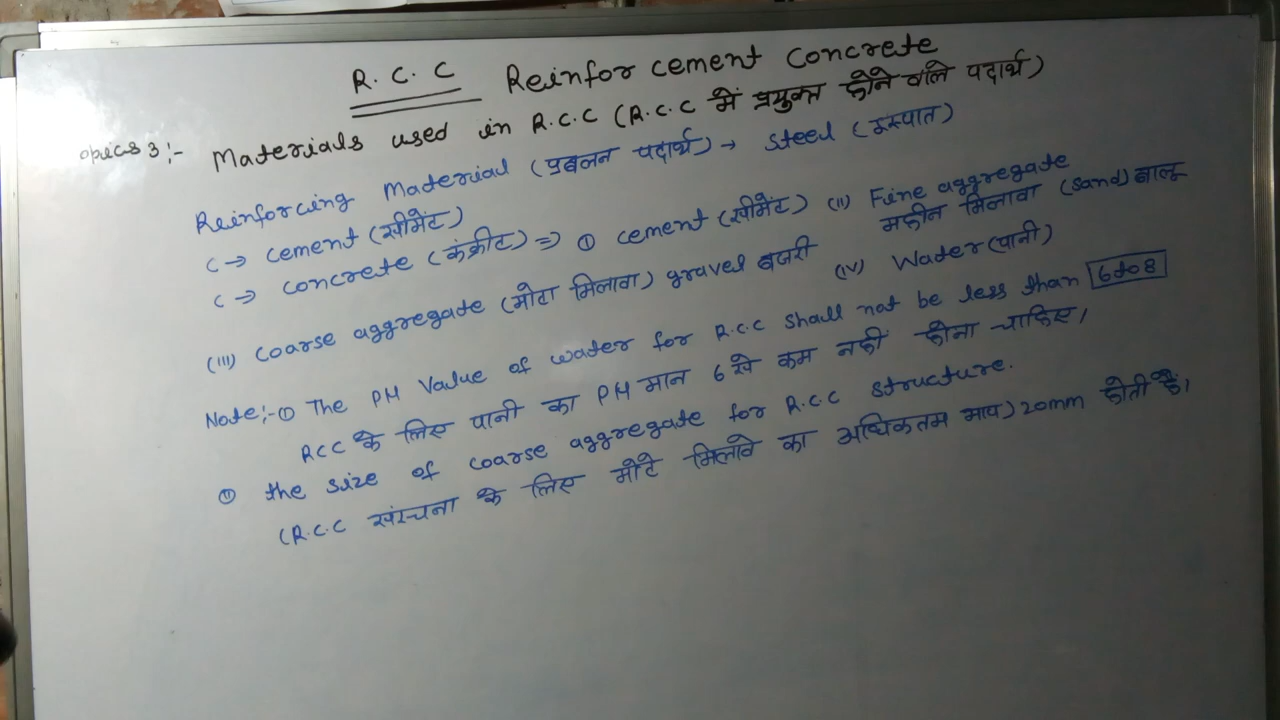 R.C.C Reinforcement Concrete
opics 3:- Materials used in R.C.C (R.C.C में प्रयुक्त होने वाले पदार्थ)
Reinforcing Material (प्रबलन पदार्थ) → Steel (इस्पात)
C → Cement (सीमेंट)
C → Concrete (कंक्रीट) ⇒ ① Cement (सीमेंट) (ii) Fine aggregate
महीन मिलावा (Sand) बालू
(iii) Coarse aggregate (मोटा मिलावा) gravel बजरी (iv) Water (पानी)
Note:- ① The PH Value of water for R.C.C Shall not be less than 6 to 8
RCC के लिए पानी का PH मान 6 से कम नहीं होना चाहिए।
① the size of coarse aggregate for R.C.C structure.
(R.C.C संरचना के लिए मोटे मिलावे का अधिकतम माप) 20mm होती है।